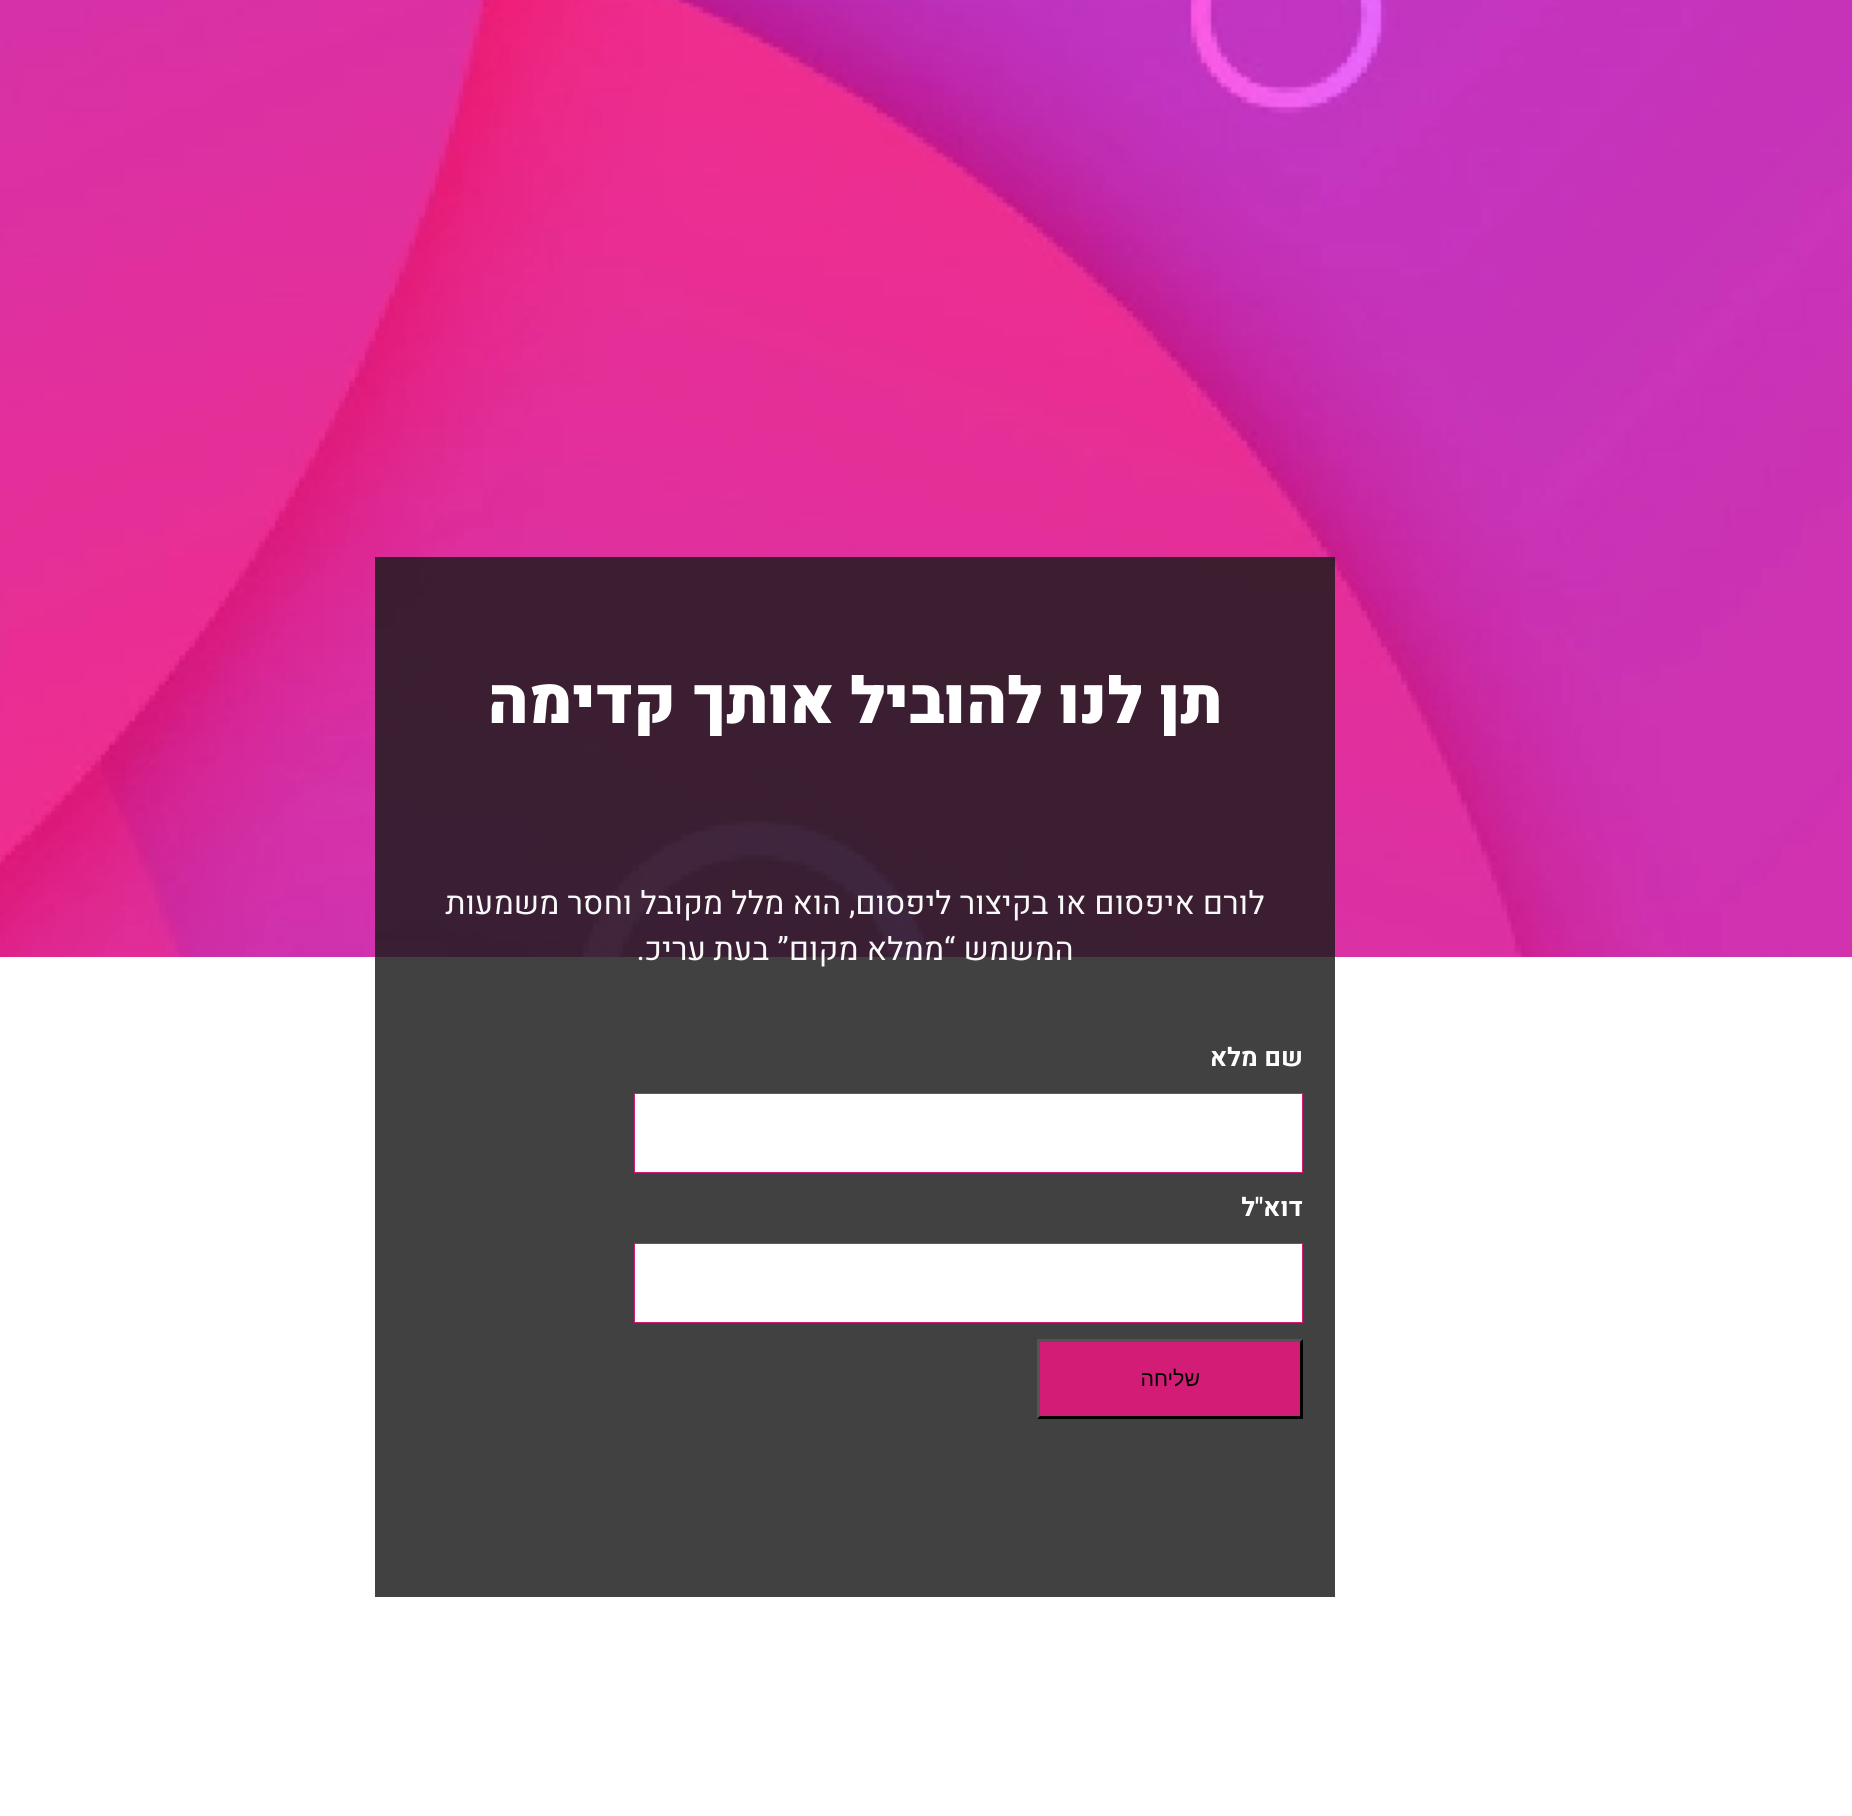 תן לנו להוביל אותך קדימה
לורם איפסום או בקיצור ליפסום, הוא מלל מקובל וחסר משמעות
המשמש “ממלא מקום” בעת עריכ.
שם מלא
דוא"ל
שליחה